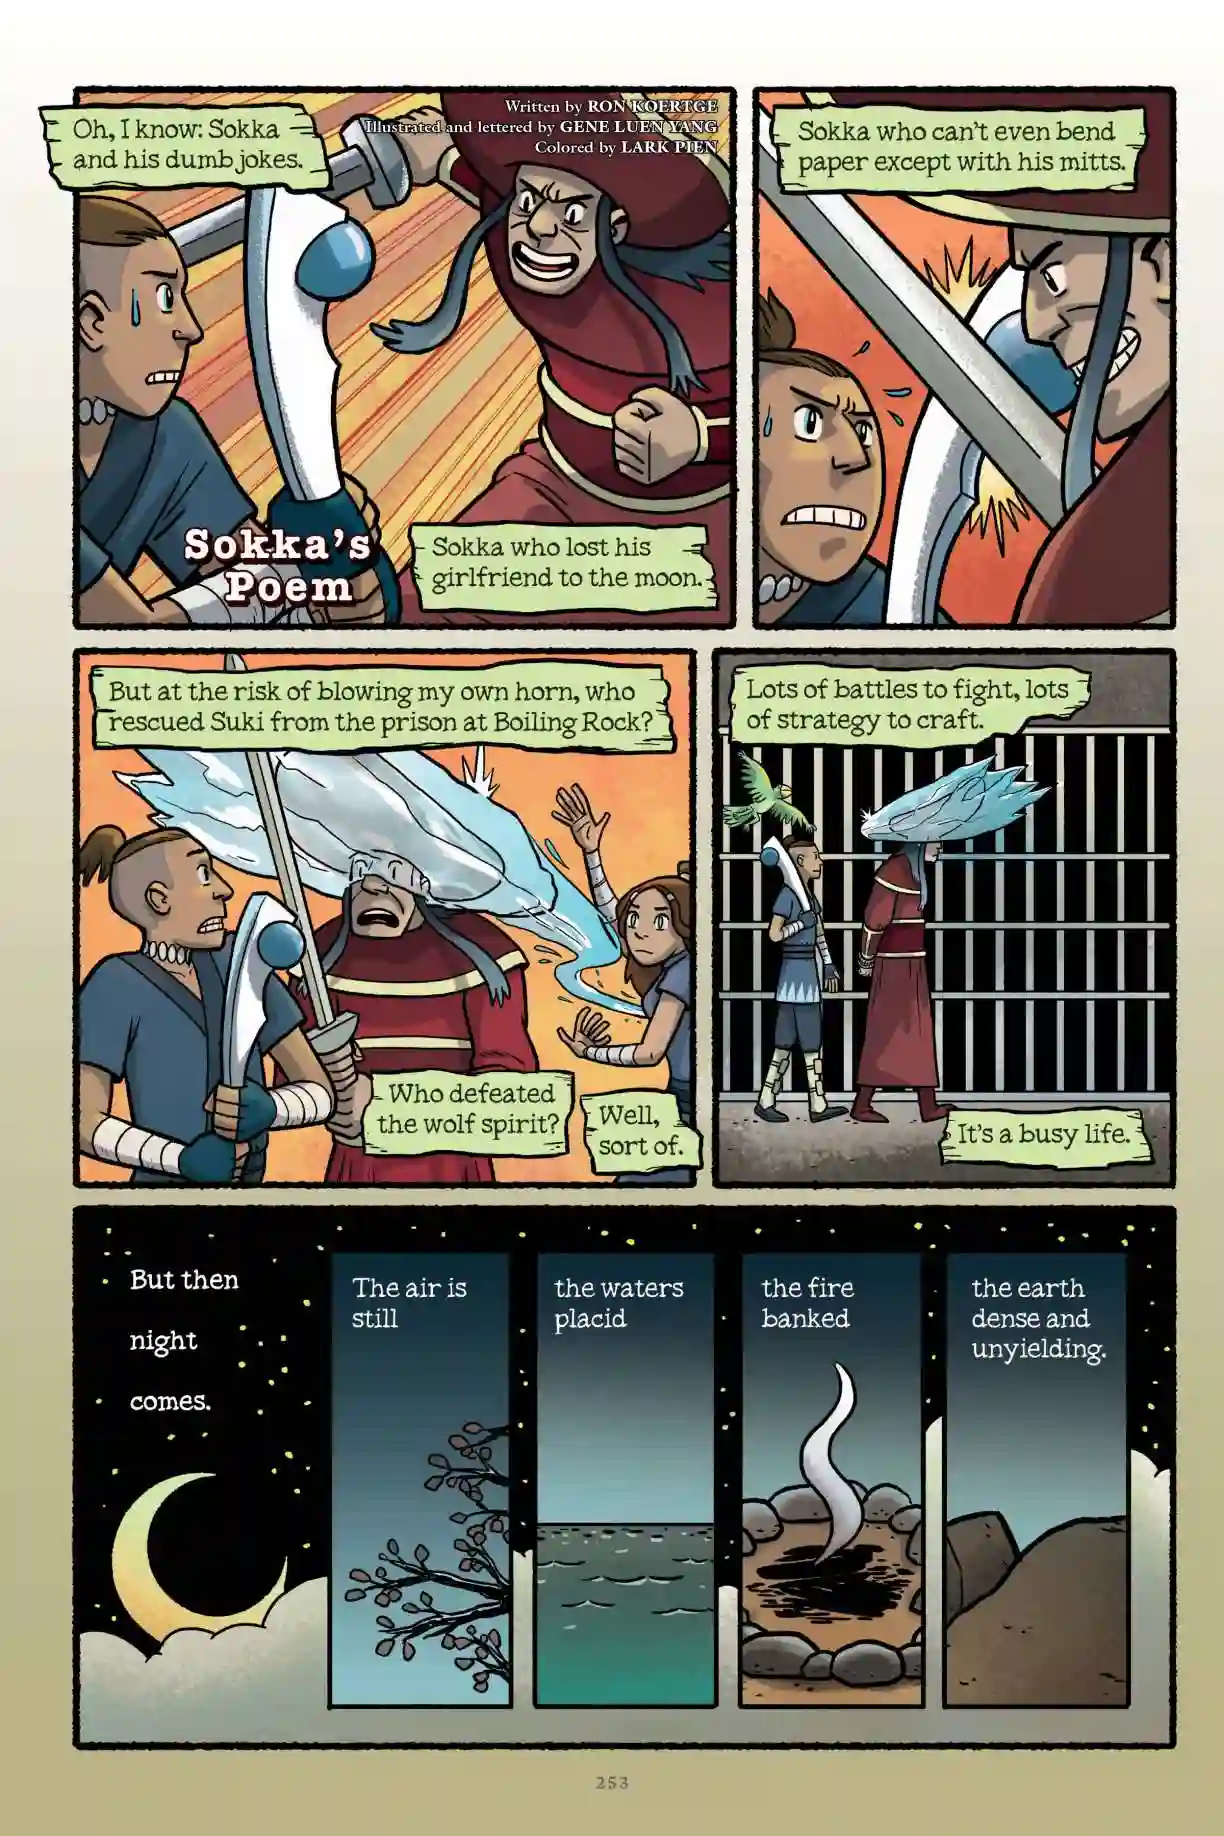 Oh, I know: Sokka
and his dumb jokes.
Written by RON KOERTGE
Illustrated and lettered by GENE LUEN YANG
Colored by LARK PIEN
Sokka's
Poem
Sokka who lost his
girlfriend to the moon.
Sokka who can't even bend
paper except with his mitts.
But at the risk of blowing my own horn, who
rescued Suki from the prison at Boiling Rock?
Who defeated
the wolf spirit?
Well,
sort of.
Lots of battles to fight, lots
of strategy to craft.
It's a busy life.
But then
night
comes.
The air is
still
the waters
placid
the fire
banked
the earth
dense and
unyielding.
253